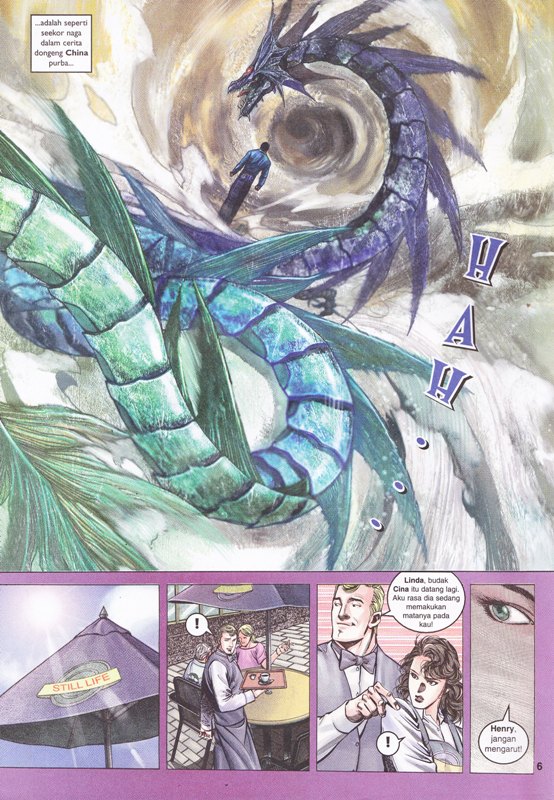 ...adalah seperti
seekor naga
dalam cerita
dongeng China
purba...
H
A
H
...
STILL LIFE
!
Linda, budak
Cina itu datang lagi.
Aku rasa dia sedang
memakukan
matanya pada
kau!
!
Henry,
jangan
mengarut!
6